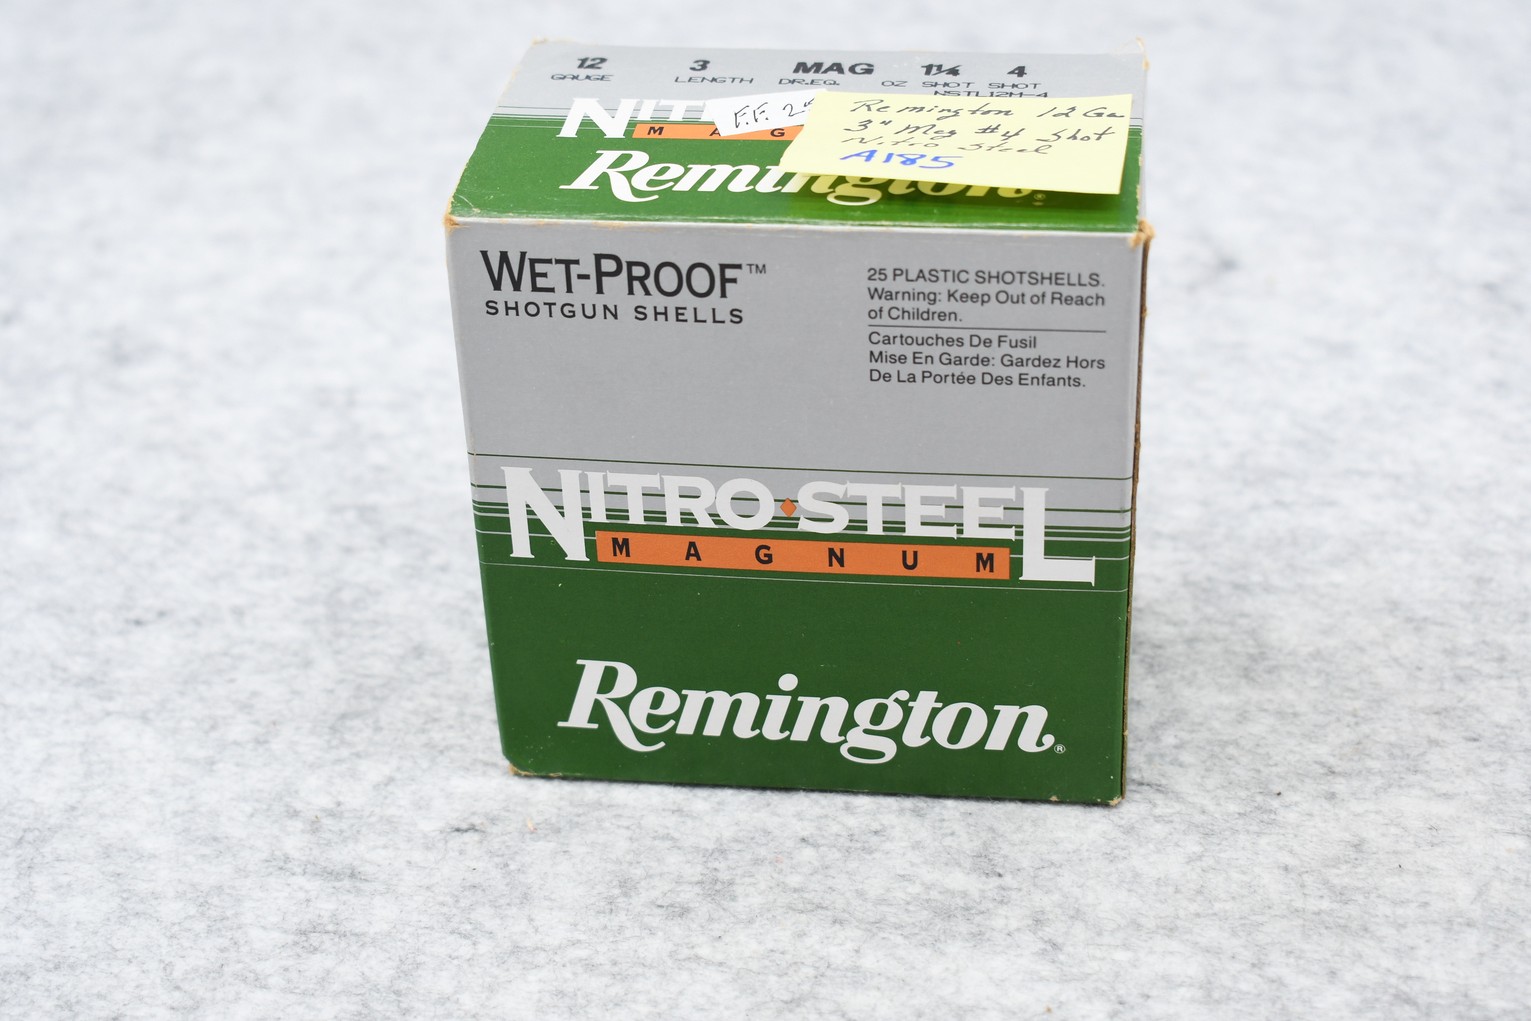 12 3 MAG 1¼ 4
GAUGE LENGTH DR.EQ. OZ SHOT SHOT
NSTL12M-4
NIT
M A G
Remington®
F.F.
Remington 12 Ga
3" Mag #4 Shot
Nitro Steel
A185
WET-PROOF™
SHOTGUN SHELLS
25 PLASTIC SHOTSHELLS.
Warning: Keep Out of Reach
of Children.
Cartouches De Fusil
Mise En Garde: Gardez Hors
De La Portée Des Enfants.
NITRO♦STEEL
MAGNUM
Remington®